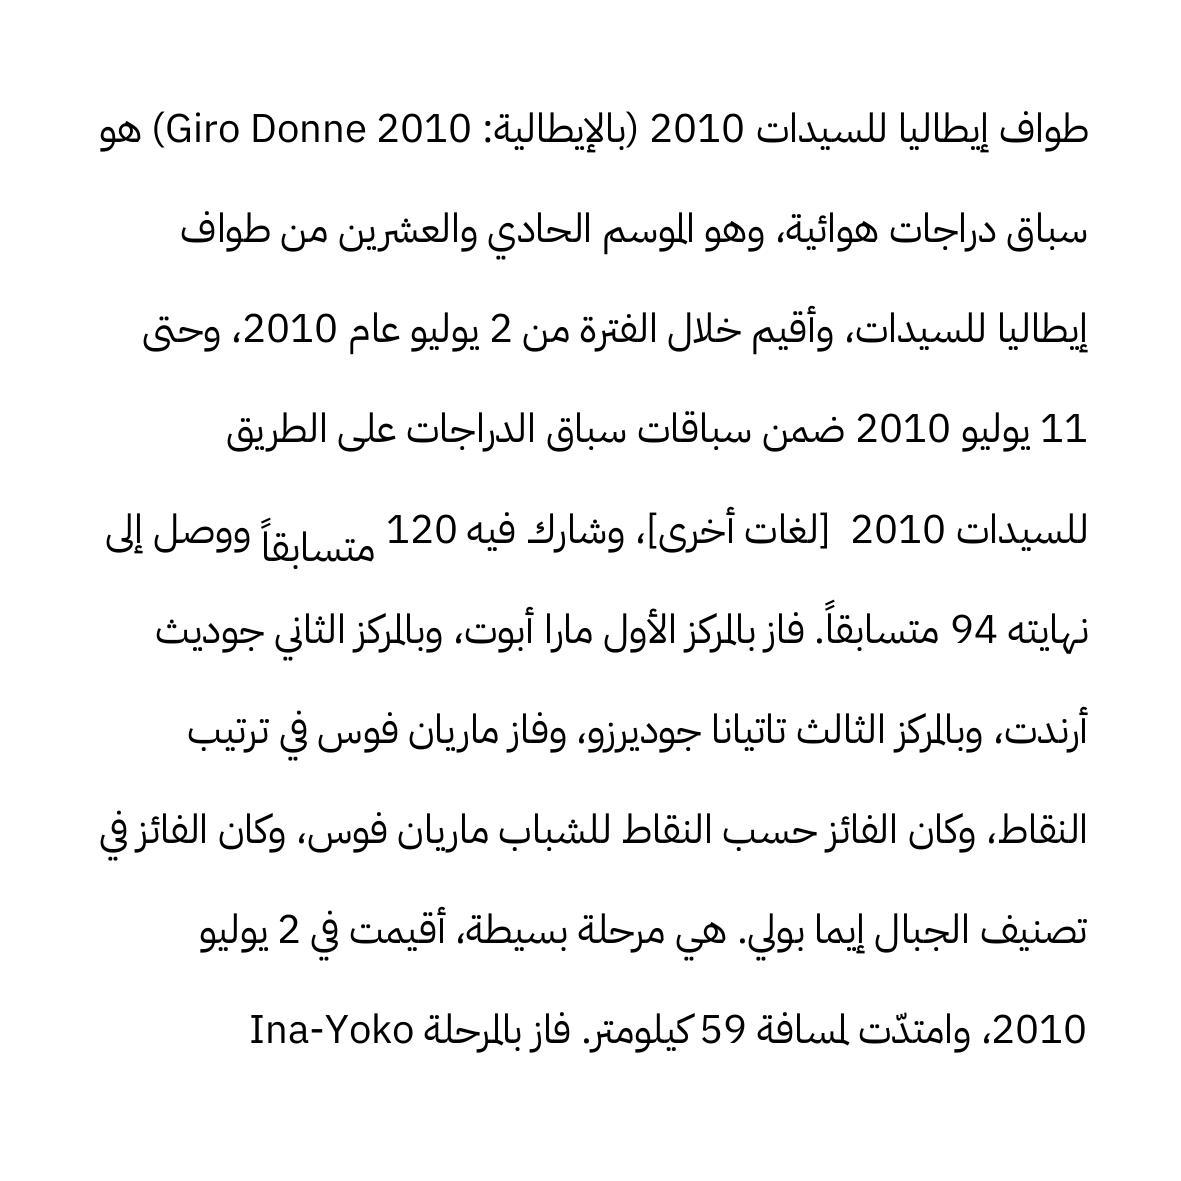 طواف إيطاليا للسيدات 2010 (بالإيطالية: Giro Donne 2010) هو
سباق دراجات هوائية، وهو الموسم الحادي والعشرين من طواف
إيطاليا للسيدات، وأقيم خلال الفترة من 2 يوليو عام 2010، وحتى
11 يوليو 2010 ضمن سباقات سباق الدراجات على الطريق
للسيدات 2010 [لغات أخرى]، وشارك فيه 120 متسابقاً ووصل إلى
نهايته 94 متسابقاً. فاز بالمركز الأول مارا أبوت، وبالمركز الثاني جوديث
أرندت، وبالمركز الثالث تاتيانا جوديرزو، وفاز ماريان فوس في ترتيب
النقاط، وكان الفائز حسب النقاط للشباب ماريان فوس، وكان الفائز في
تصنيف الجبال إيما بولي. هي مرحلة بسيطة، أقيمت في 2 يوليو
2010، وامتدّت لمسافة 59 كيلومتر. فاز بالمرحلة Ina-Yoko